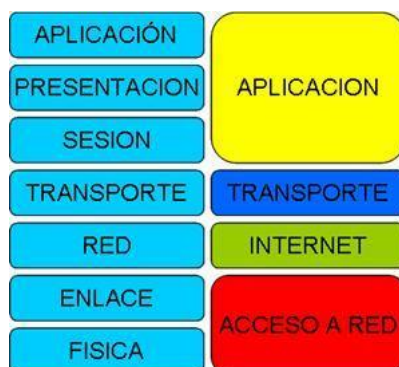 APLICACIÓN
PRESENTACION
SESION
TRANSPORTE
RED
ENLACE
FISICA
APLICACION
TRANSPORTE
INTERNET
ACCESO A RED